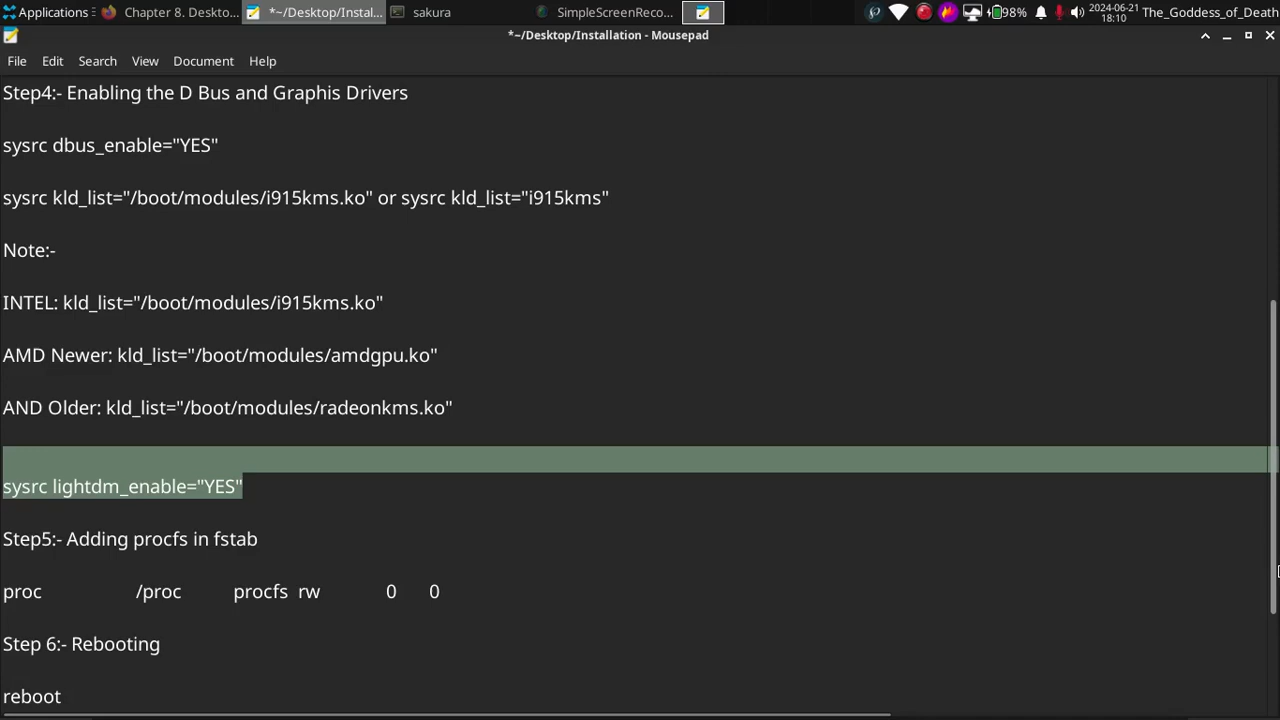 Applications
Chapter 8. Deskto...
*~/Desktop/Instal...
sakura
SimpleScreenReco...
98%
2024-06-21
18:10
The_Goddess_of_Death
*~/Desktop/Installation - Mousepad
File Edit Search View Document Help
Step4:- Enabling the D Bus and Graphis Drivers
sysrc dbus_enable="YES"
sysrc kld_list="/boot/modules/i915kms.ko" or sysrc kld_list="i915kms"
Note:-
INTEL: kld_list="/boot/modules/i915kms.ko"
AMD Newer: kld_list="/boot/modules/amdgpu.ko"
AND Older: kld_list="/boot/modules/radeonkms.ko"
sysrc lightdm_enable="YES"
Step5:- Adding procfs in fstab
proc /proc procfs rw 0 0
Step 6:- Rebooting
reboot